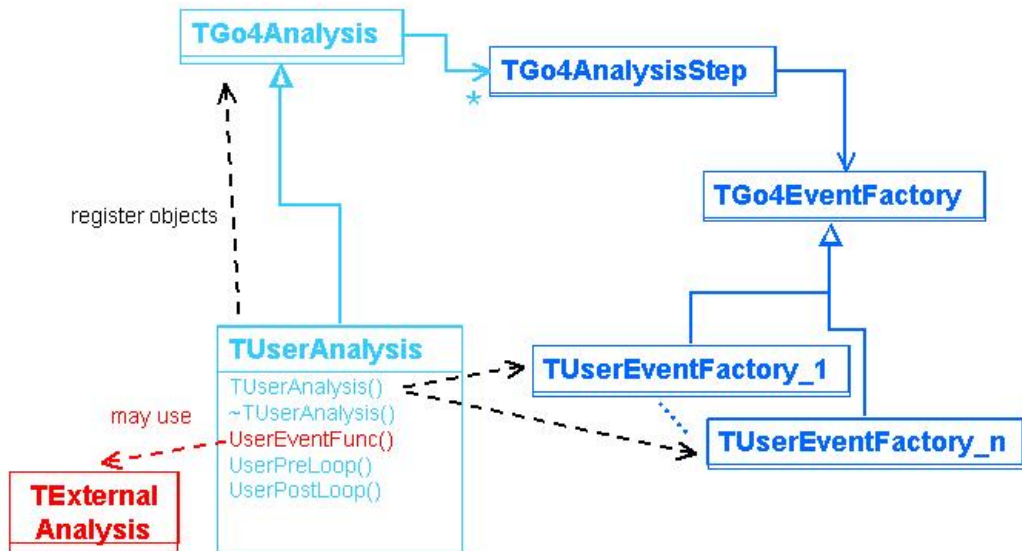 TGo4Analysis
TGo4AnalysisStep
*
TGo4EventFactory
register objects
TUserAnalysis
TUserAnalysis()
~TUserAnalysis()
UserEventFunc()
UserPreLoop()
UserPostLoop()
TUserEventFactory_1
TUserEventFactory_n
may use
TExternal
Analysis